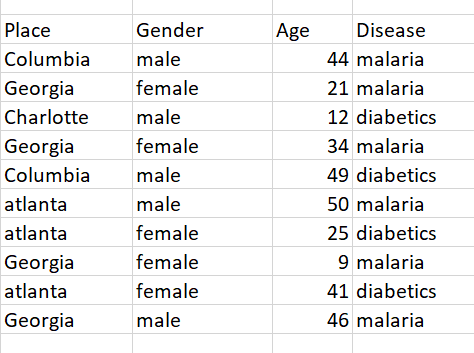 Place Gender Age Disease
Columbia male 44 malaria
Georgia female 21 malaria
Charlotte male 12 diabetics
Georgia female 34 malaria
Columbia male 49 diabetics
atlanta male 50 malaria
atlanta female 25 diabetics
Georgia female 9 malaria
atlanta female 41 diabetics
Georgia male 46 malaria